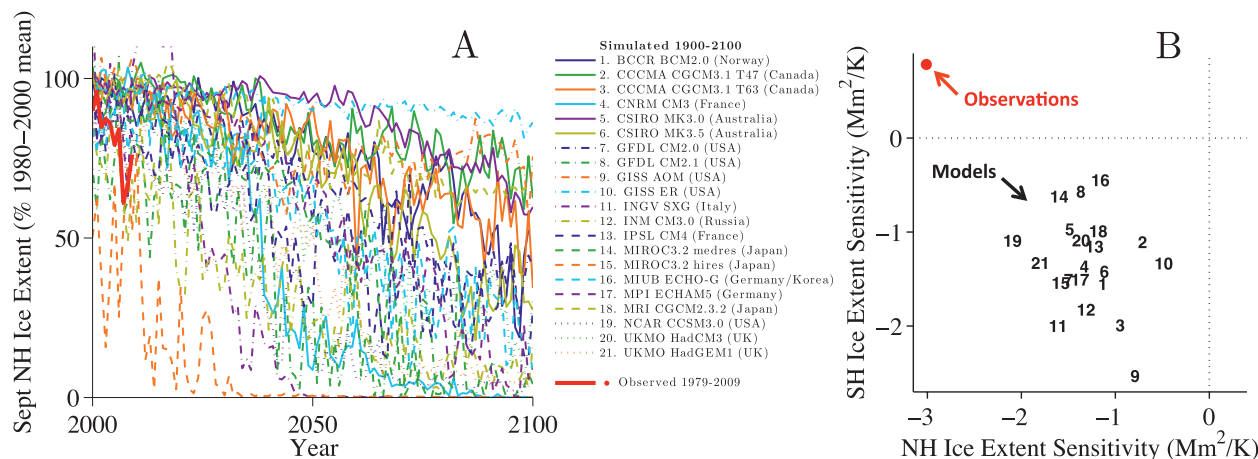 A
Sept NH Ice Extent (% 1980−2000 mean)
100
50
0
2000
2050
2100
Year
Simulated 1900-2100
1. BCCR BCM2.0 (Norway)
2. CCCMA CGCM3.1 T47 (Canada)
3. CCCMA CGCM3.1 T63 (Canada)
4. CNRM CM3 (France)
5. CSIRO MK3.0 (Australia)
6. CSIRO MK3.5 (Australia)
7. GFDL CM2.0 (USA)
8. GFDL CM2.1 (USA)
9. GISS AOM (USA)
10. GISS ER (USA)
11. INGV SXG (Italy)
12. INM CM3.0 (Russia)
13. IPSL CM4 (France)
14. MIROC3.2 medres (Japan)
15. MIROC3.2 hires (Japan)
16. MIUB ECHO-G (Germany/Korea)
17. MPI ECHAM5 (Germany)
18. MRI CGCM2.3.2 (Japan)
19. NCAR CCSM3.0 (USA)
20. UKMO HadCM3 (UK)
21. UKMO HadGEM1 (UK)
Observed 1979-2009
B
SH Ice Extent Sensitivity (Mm²/K)
Observations
0
Models
16
8
14
5
18
−1
19
20
13
2
21
4
10
6
15
7
17
1
12
−2
11
3
9
−3
−2
−1
0
NH Ice Extent Sensitivity (Mm²/K)